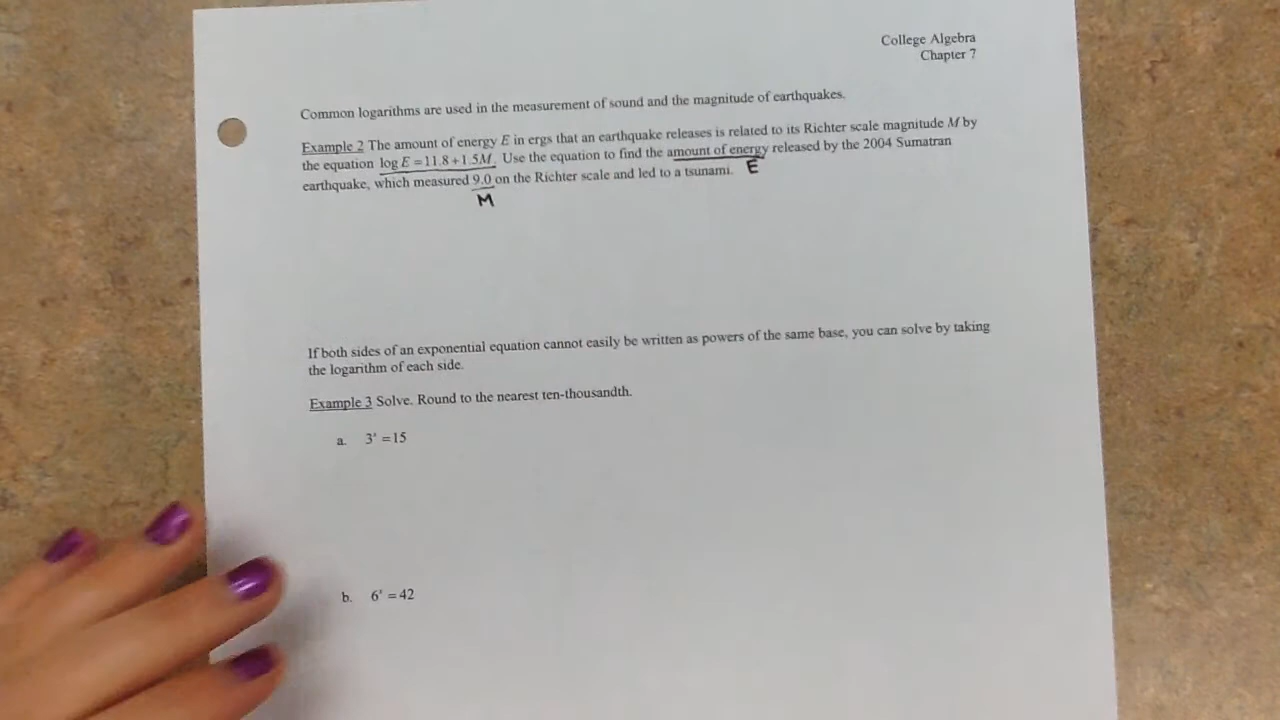 College Algebra
Chapter 7
Common logarithms are used in the measurement of sound and the magnitude of earthquakes.
Example 2 The amount of energy E in ergs that an earthquake releases is related to its Richter scale magnitude M by
the equation log E = 11.8 + 1.5M. Use the equation to find the amount of energy released by the 2004 Sumatran
earthquake, which measured 9.0 on the Richter scale and led to a tsunami. E
M
If both sides of an exponential equation cannot easily be written as powers of the same base, you can solve by taking
the logarithm of each side.
Example 3 Solve. Round to the nearest ten-thousandth.
a. 3ˣ = 15
b. 6ˣ = 42